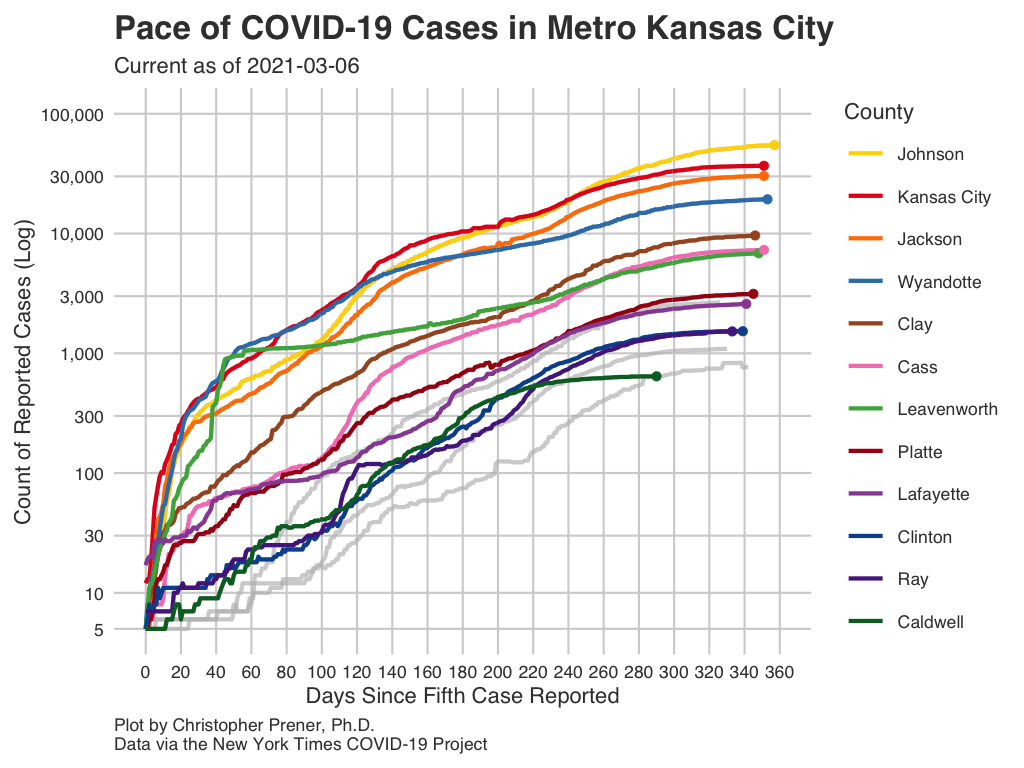 Pace of COVID-19 Cases in Metro Kansas City
Current as of 2021-03-06
Count of Reported Cases (Log)
100,000
30,000
10,000
3,000
1,000
300
100
30
10
5
0 20 40 60 80 100 120 140 160 180 200 220 240 260 280 300 320 340 360
Days Since Fifth Case Reported
County
Johnson
Kansas City
Jackson
Wyandotte
Clay
Cass
Leavenworth
Platte
Lafayette
Clinton
Ray
Caldwell
Plot by Christopher Prener, Ph.D.
Data via the New York Times COVID-19 Project